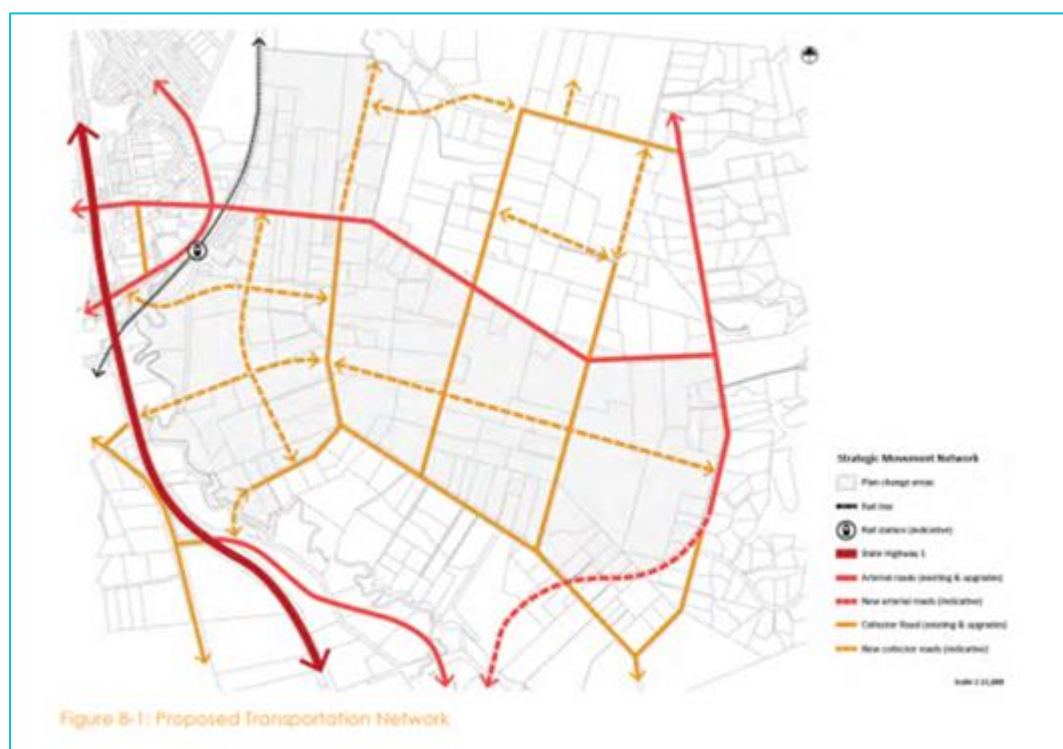 Strategic Movement Network
Plan change areas
Rail line
Rail station (indicative)
State Highway 1
Arterial roads (existing & upgrades)
New arterial roads (indicative)
Collector Road (existing & upgrades)
New collector roads (indicative)
Figure 8-1: Proposed Transportation Network